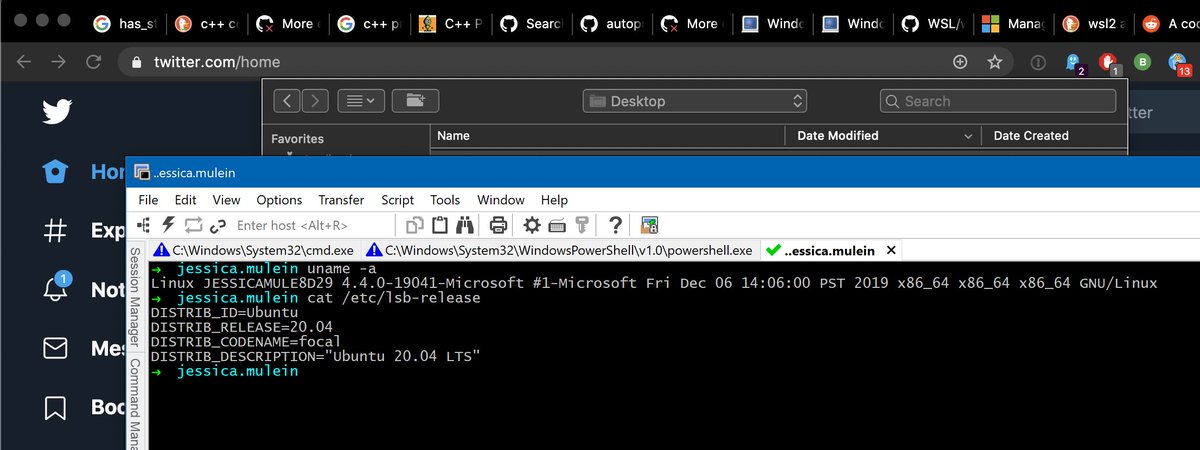 has_st
c++ c
More
c++ p
C++ P
Searc
autop
More
Windo
Windo
WSL/
Manag
wsl2 a
A coo
twitter.com/home
2
1
B
13
Desktop
Search
tter
Favorites
Name
Date Modified
Date Created
..essica.mulein
Hor
File Edit View Options Transfer Script Tools Window Help
Enter host <Alt+R>
Exp
C:\Windows\System32\cmd.exe
C:\Windows\System32\WindowsPowerShell\v1.0\powershell.exe
..essica.mulein
Session Manager
Command Mana
1
Not
Mes
Boo
➜ jessica.mulein uname -a
Linux JESSICAMULE8D29 4.4.0-19041-Microsoft #1-Microsoft Fri Dec 06 14:06:00 PST 2019 x86_64 x86_64 x86_64 GNU/Linux
➜ jessica.mulein cat /etc/lsb-release
DISTRIB_ID=Ubuntu
DISTRIB_RELEASE=20.04
DISTRIB_CODENAME=focal
DISTRIB_DESCRIPTION="Ubuntu 20.04 LTS"
➜ jessica.mulein